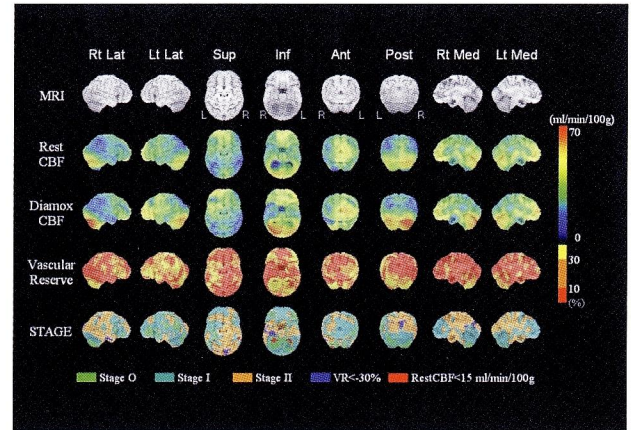 Rt Lat Lt Lat Sup Inf Ant Post Rt Med Lt Med
MRI
L R R L R L L R
(ml/min/100g)
70
Rest
CBF
Diamox
CBF
0
Vascular
Reserve
30
10
(%)
STAGE
Stage O Stage I Stage II VR<-30% RestCBF<15 ml/min/100g